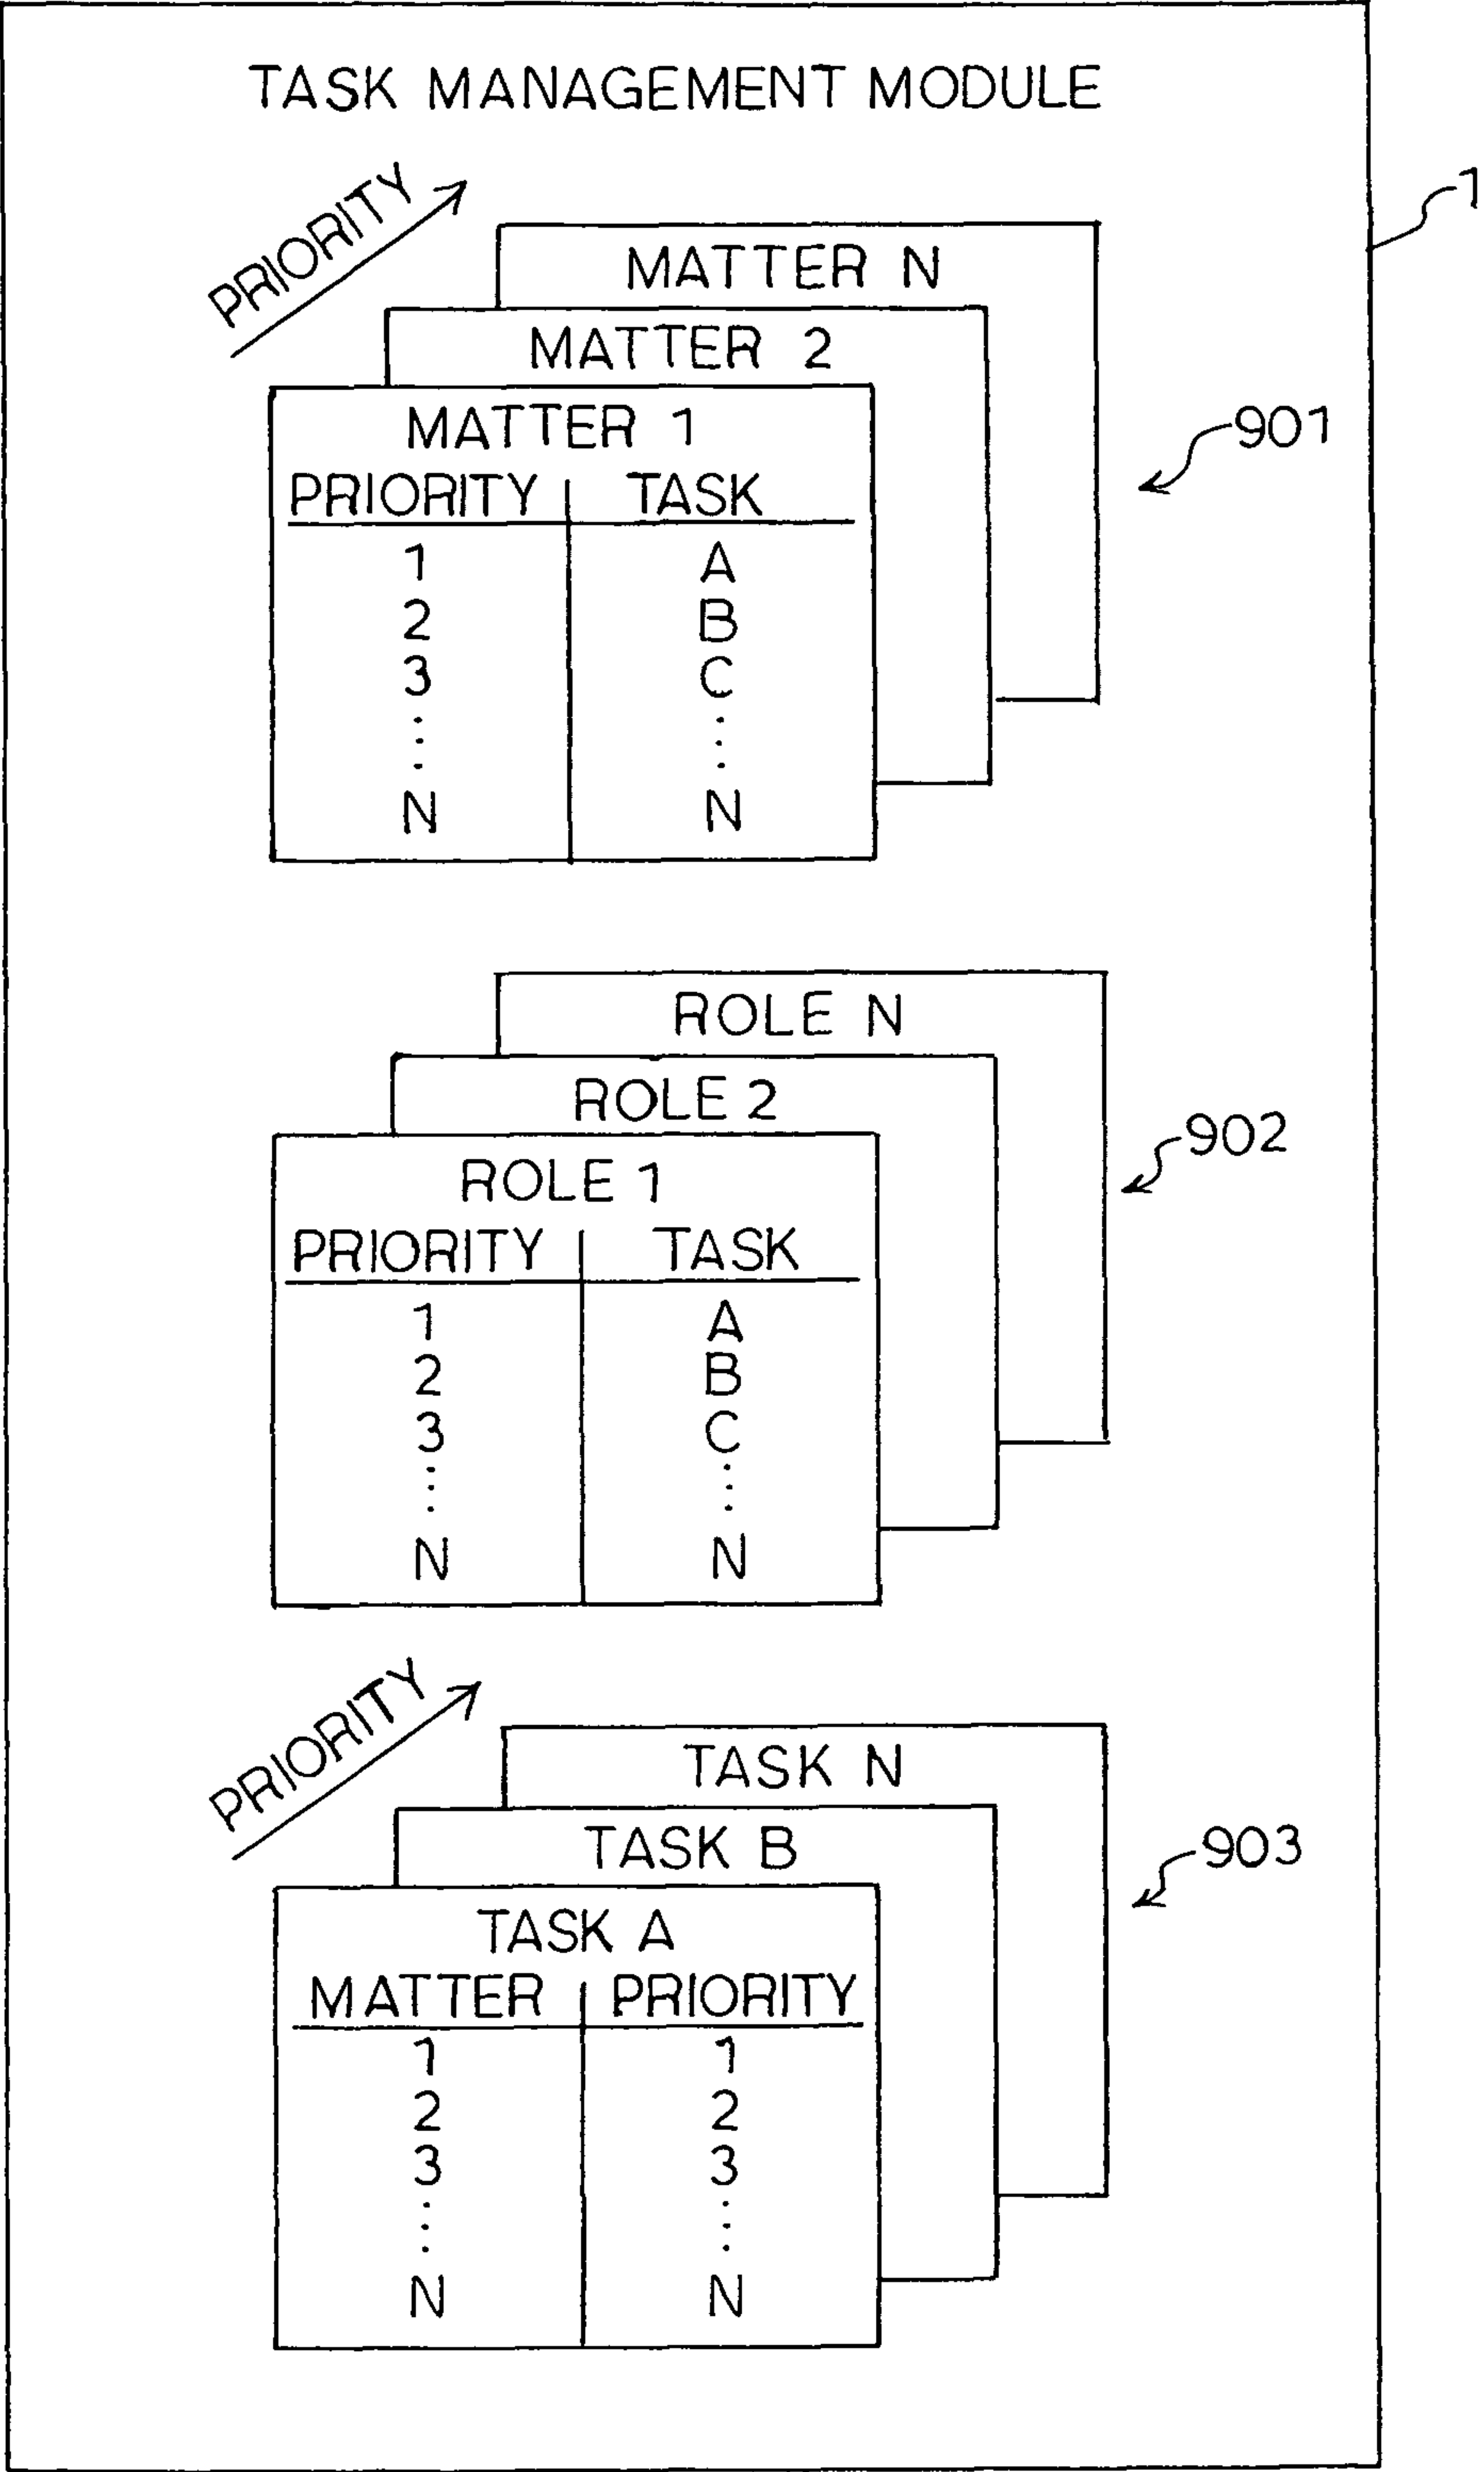 TASK MANAGEMENT MODULE
1
PRIORITY
MATTER N
MATTER 2
MATTER 1
901
PRIORITY TASK
1 A
2 B
3 C
N N
ROLE N
ROLE 2
902
ROLE 1
PRIORITY TASK
1 A
2 B
3 C
N N
PRIORITY
TASK N
TASK B
903
TASK A
MATTER PRIORITY
1 1
2 2
3 3
N N